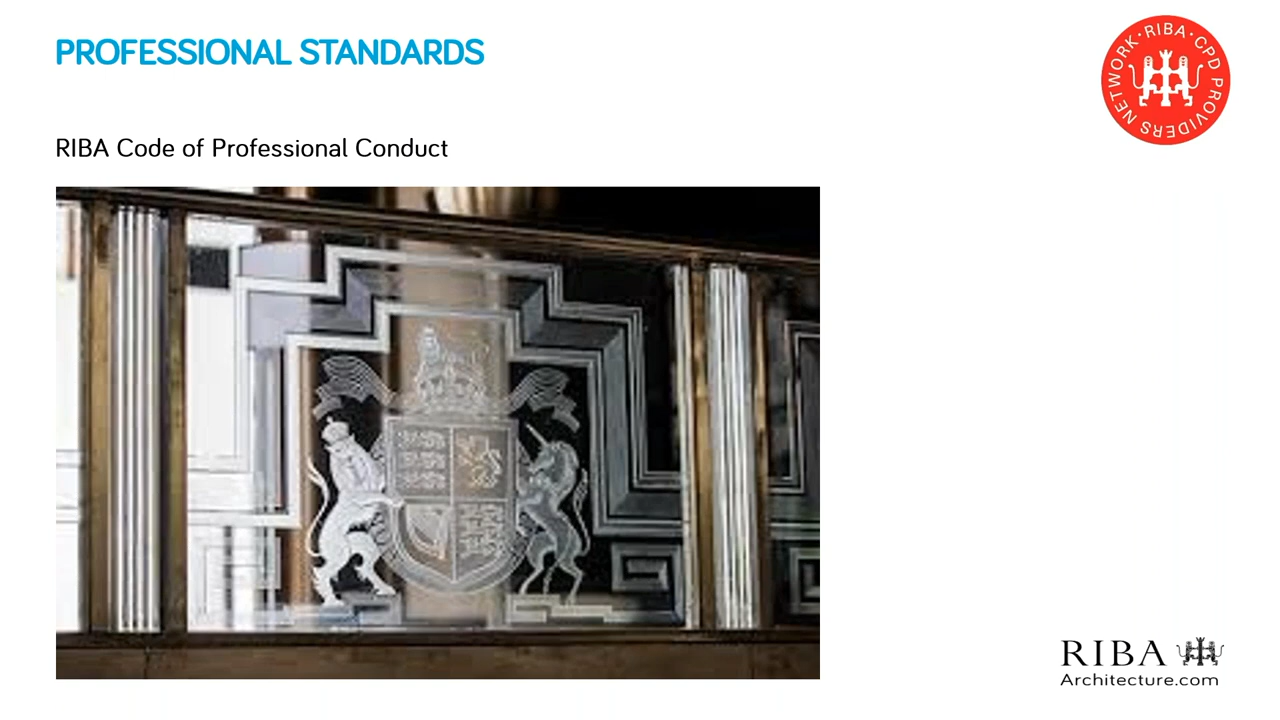 PROFESSIONAL STANDARDS
NETWORK · RIBA · CPD PROVIDERS
RIBA Code of Professional Conduct
RIBA
Architecture.com